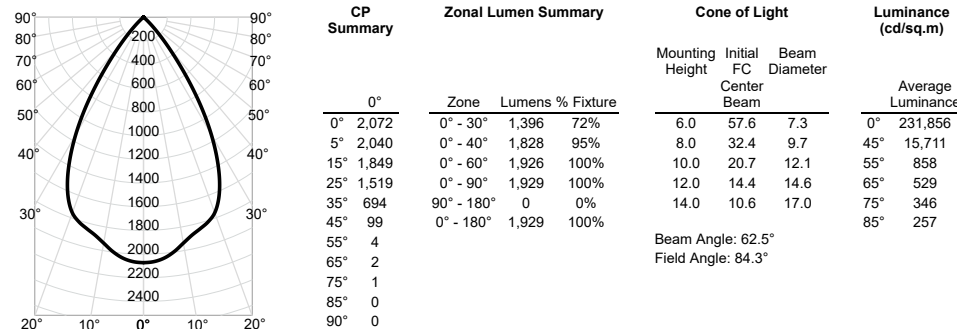 90° 90°
80° 80°
70° 70°
60° 60°
50° 50°
40° 40°
30° 30°
20° 10° 0° 10° 20°
200
400
600
800
1000
1200
1400
1600
1800
2000
2200
2400
CP
Summary
0°
0° 2,072
5° 2,040
15° 1,849
25° 1,519
35° 694
45° 99
55° 4
65° 2
75° 1
85° 0
90° 0
Zonal Lumen Summary
Zone Lumens % Fixture
0° - 30° 1,396 72%
0° - 40° 1,828 95%
0° - 60° 1,926 100%
0° - 90° 1,929 100%
90° - 180° 0 0%
0° - 180° 1,929 100%
Cone of Light
Mounting Initial Beam
Height FC Diameter
Center
Beam
6.0 57.6 7.3
8.0 32.4 9.7
10.0 20.7 12.1
12.0 14.4 14.6
14.0 10.6 17.0
Beam Angle: 62.5°
Field Angle: 84.3°
Luminance
(cd/sq.m)
Average
Luminance
0° 231,856
45° 15,711
55° 858
65° 529
75° 346
85° 257